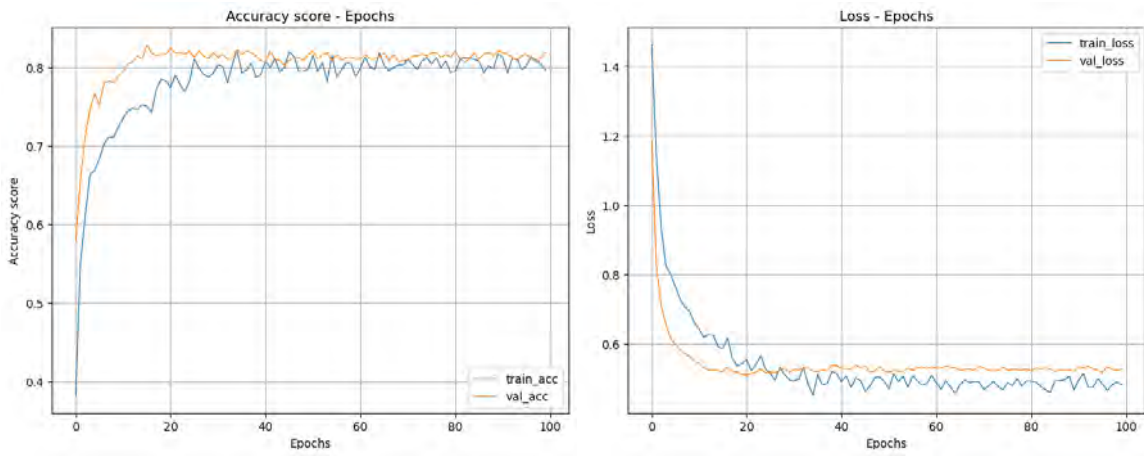 Accuracy score - Epochs
Accuracy score
0.8
0.7
0.6
0.5
0.4
train_acc
val_acc
0
20
40
60
80
100
Epochs
Loss - Epochs
Loss
1.4
1.2
1.0
0.8
0.6
train_loss
val_loss
0
20
40
60
80
100
Epochs